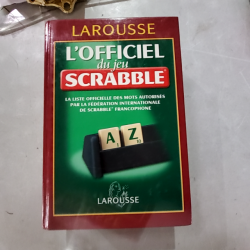 LAROUSSE
L'OFFICIEL
du jeu
SCRABBLE
LA LISTE OFFICIELLE DES MOTS AUTORISÉS
PAR LA FÉDÉRATION INTERNATIONALE
DE SCRABBLE® FRANCOPHONE
A Z
LAROUSSE